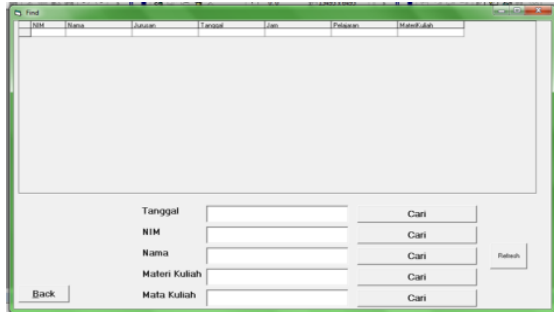 Find
NIM Nama Jurusan Tanggal Jam Pelajaran MateriKuliah
Tanggal Cari
NIM Cari
Nama Cari Refresh
Materi Kuliah Cari
Back Mata Kuliah Cari